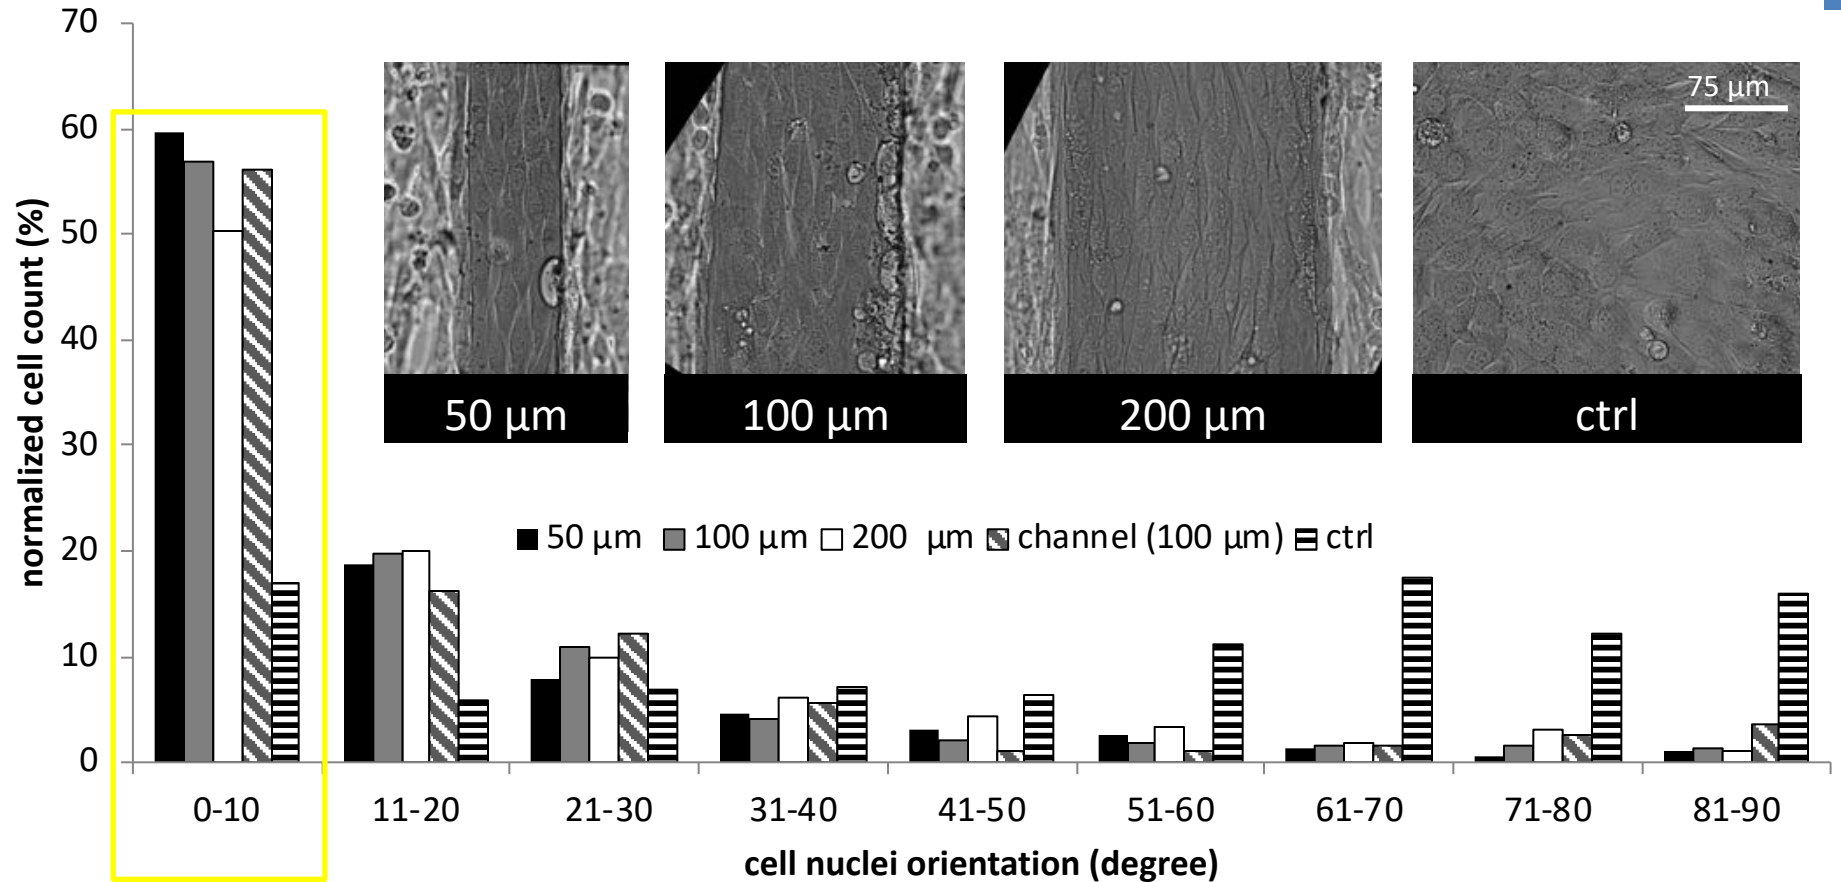 70
60
50
40
30
20
10
0
normalized cell count (%)
75 µm
50 µm
100 µm
200 µm
ctrl
50 µm 100 µm 200 µm channel (100 µm) ctrl
0-10 11-20 21-30 31-40 41-50 51-60 61-70 71-80 81-90
cell nuclei orientation (degree)